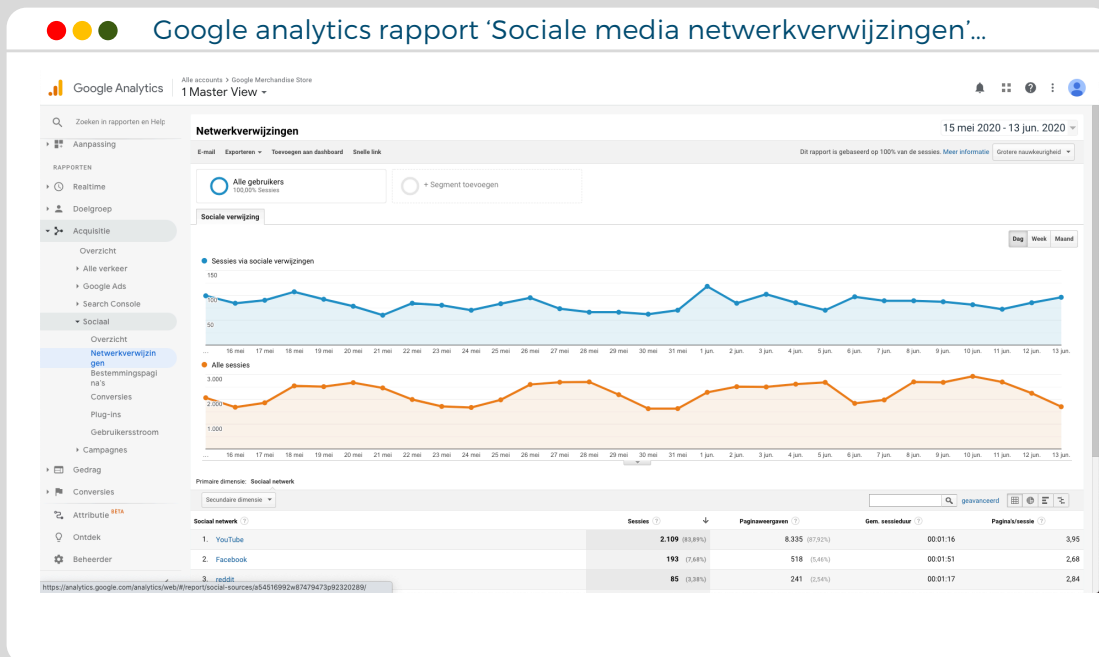 Google analytics rapport ‘Sociale media netwerkverwijzingen’...
Google Analytics
Alle accounts > Google Merchandise Store
1 Master View
Zoeken in rapporten en Help
Aanpassing
RAPPORTEN
Realtime
Doelgroep
Acquisitie
Overzicht
Alle verkeer
Google Ads
Search Console
Sociaal
Overzicht
Netwerkverwijzin
gen
Bestemmingspagi
na's
Conversies
Plug-ins
Gebruikersstroom
Campagnes
Gedrag
Conversies
Attributie BETA
Ontdek
Beheerder
https://analytics.google.com/analytics/web/#/report/social-sources/a54516992w87479473p92320289/
Netwerkverwijzingen
15 mei 2020 - 13 jun. 2020
E-mail Exporteren Toevoegen aan dashboard Snelle link
Dit rapport is gebaseerd op 100% van de sessies. Meer informatie Grotere nauwkeurigheid
Alle gebruikers
100,00% Sessies
+ Segment toevoegen
Sociale verwijzing
Dag Week Maand
Sessies via sociale verwijzingen
150
100
50
... 16 mei 17 mei 18 mei 19 mei 20 mei 21 mei 22 mei 23 mei 24 mei 25 mei 26 mei 27 mei 28 mei 29 mei 30 mei 31 mei 1 jun. 2 jun. 3 jun. 4 jun. 5 jun. 6 jun. 7 jun. 8 jun. 9 jun. 10 jun. 11 jun. 12 jun. 13 jun.
Alle sessies
3.000
2.000
1.000
... 16 mei 17 mei 18 mei 19 mei 20 mei 21 mei 22 mei 23 mei 24 mei 25 mei 26 mei 27 mei 28 mei 29 mei 30 mei 31 mei 1 jun. 2 jun. 3 jun. 4 jun. 5 jun. 6 jun. 7 jun. 8 jun. 9 jun. 10 jun. 11 jun. 12 jun. 13 jun.
Primaire dimensie: Sociaal netwerk
Secundaire dimensie
geavanceerd
Sociaal netwerk Sessies Paginaweergaven Gem. sessieduur Pagina's/sessie
1. YouTube 2.109 (83,89%) 8.335 (87,92%) 00:01:16 3,95
2. Facebook 193 (7,68%) 518 (5,46%) 00:01:51 2,68
3. reddit 85 (3,38%) 241 (2,54%) 00:01:17 2,84